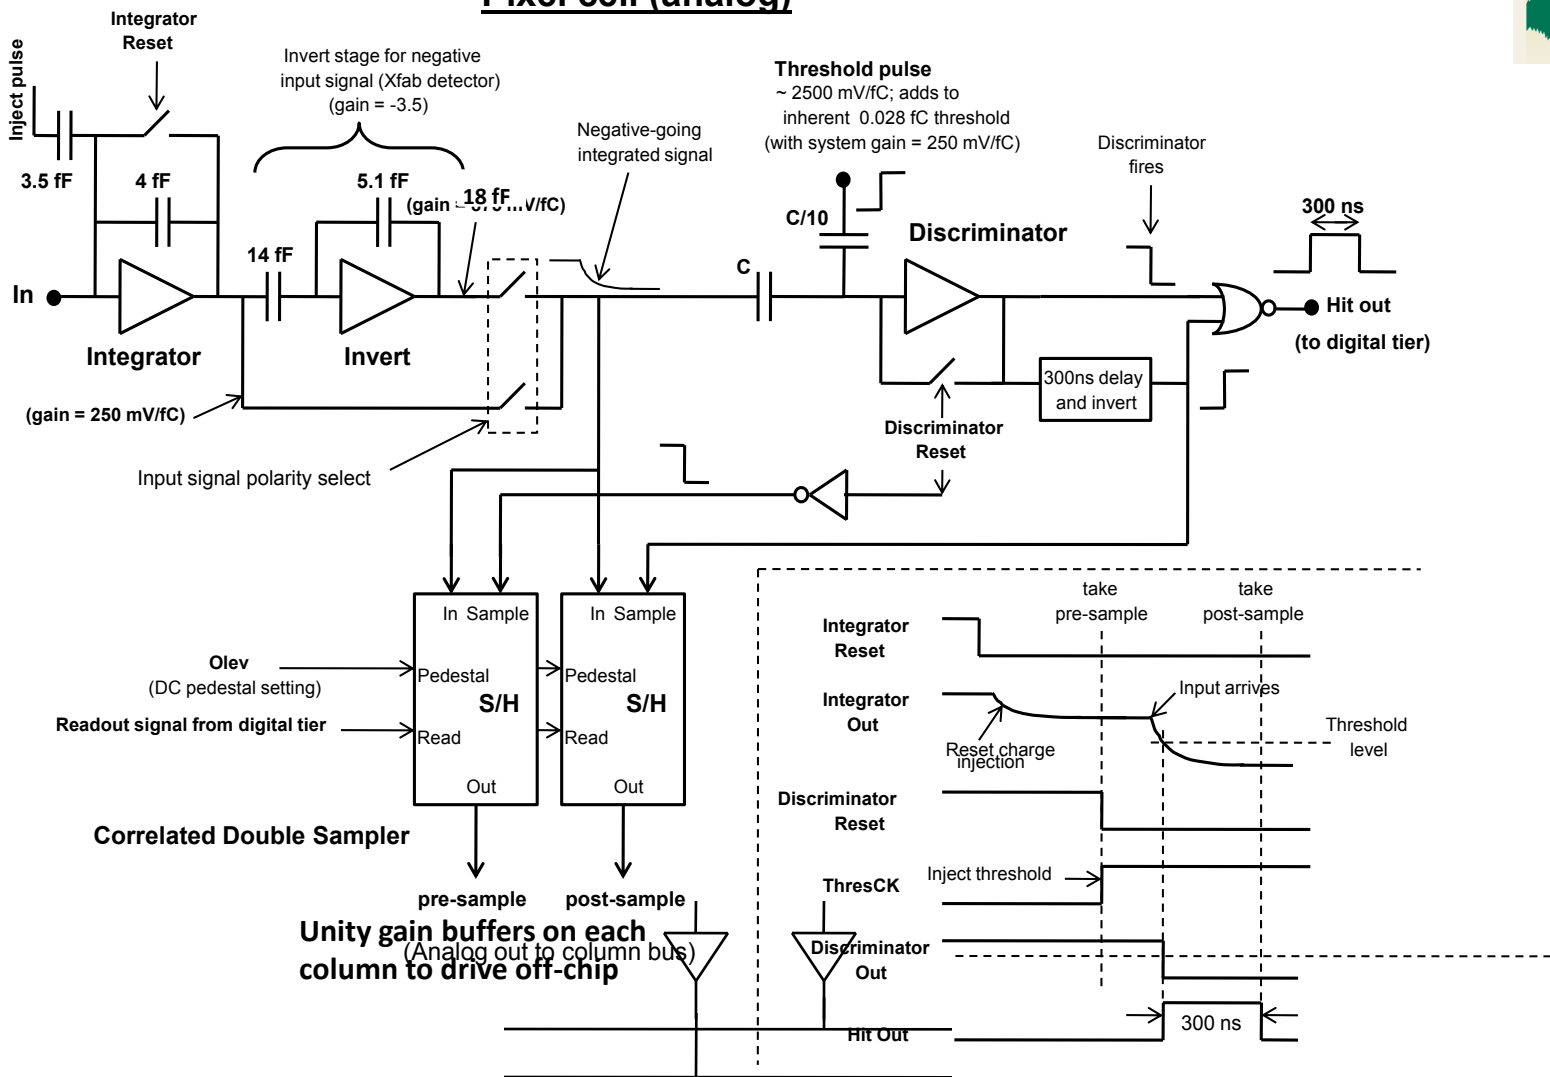 Pixel cell (analog)
Integrator
Reset
Inject pulse
Invert stage for negative
input signal (Xfab detector)
(gain = -3.5)
Negative-going
integrated signal
Threshold pulse
~ 2500 mV/fC; adds to
inherent 0.028 fC threshold
(with system gain = 250 mV/fC)
Discriminator
fires
3.5 fF
4 fF
5.1 fF
18 fF
(gain = mV/fC)
300 ns
C/10
Discriminator
14 fF
C
In
Hit out
(to digital tier)
Integrator
Invert
300ns delay
and invert
(gain = 250 mV/fC)
Discriminator
Reset
Input signal polarity select
In Sample
Pedestal
S/H
Read
Out
In Sample
Pedestal
S/H
Read
Out
Olev
(DC pedestal setting)
Readout signal from digital tier
Correlated Double Sampler
pre-sample
post-sample
Unity gain buffers on each
column to drive off-chip
(Analog out to column bus)
take
pre-sample
take
post-sample
Integrator
Reset
Integrator
Out
Input arrives
Threshold
level
Reset charge
injection
Discriminator
Reset
Inject threshold
ThresCK
Discriminator
Out
300 ns
Hit Out